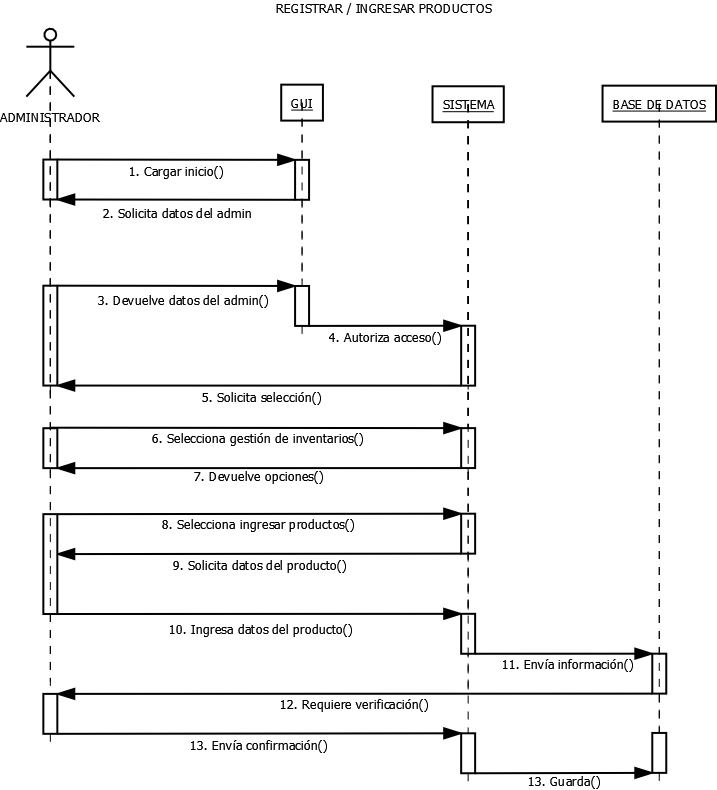 REGISTRAR / INGRESAR PRODUCTOS
GUI
SISTEMA
BASE DE DATOS
ADMINISTRADOR
1. Cargar inicio()
2. Solicita datos del admin
3. Devuelve datos del admin()
4. Autoriza acceso()
5. Solicita selección()
6. Selecciona gestión de inventarios()
7. Devuelve opciones()
8. Selecciona ingresar productos()
9. Solicita datos del producto()
10. Ingresa datos del producto()
11. Envía información()
12. Requiere verificación()
13. Envía confirmación()
13. Guarda()